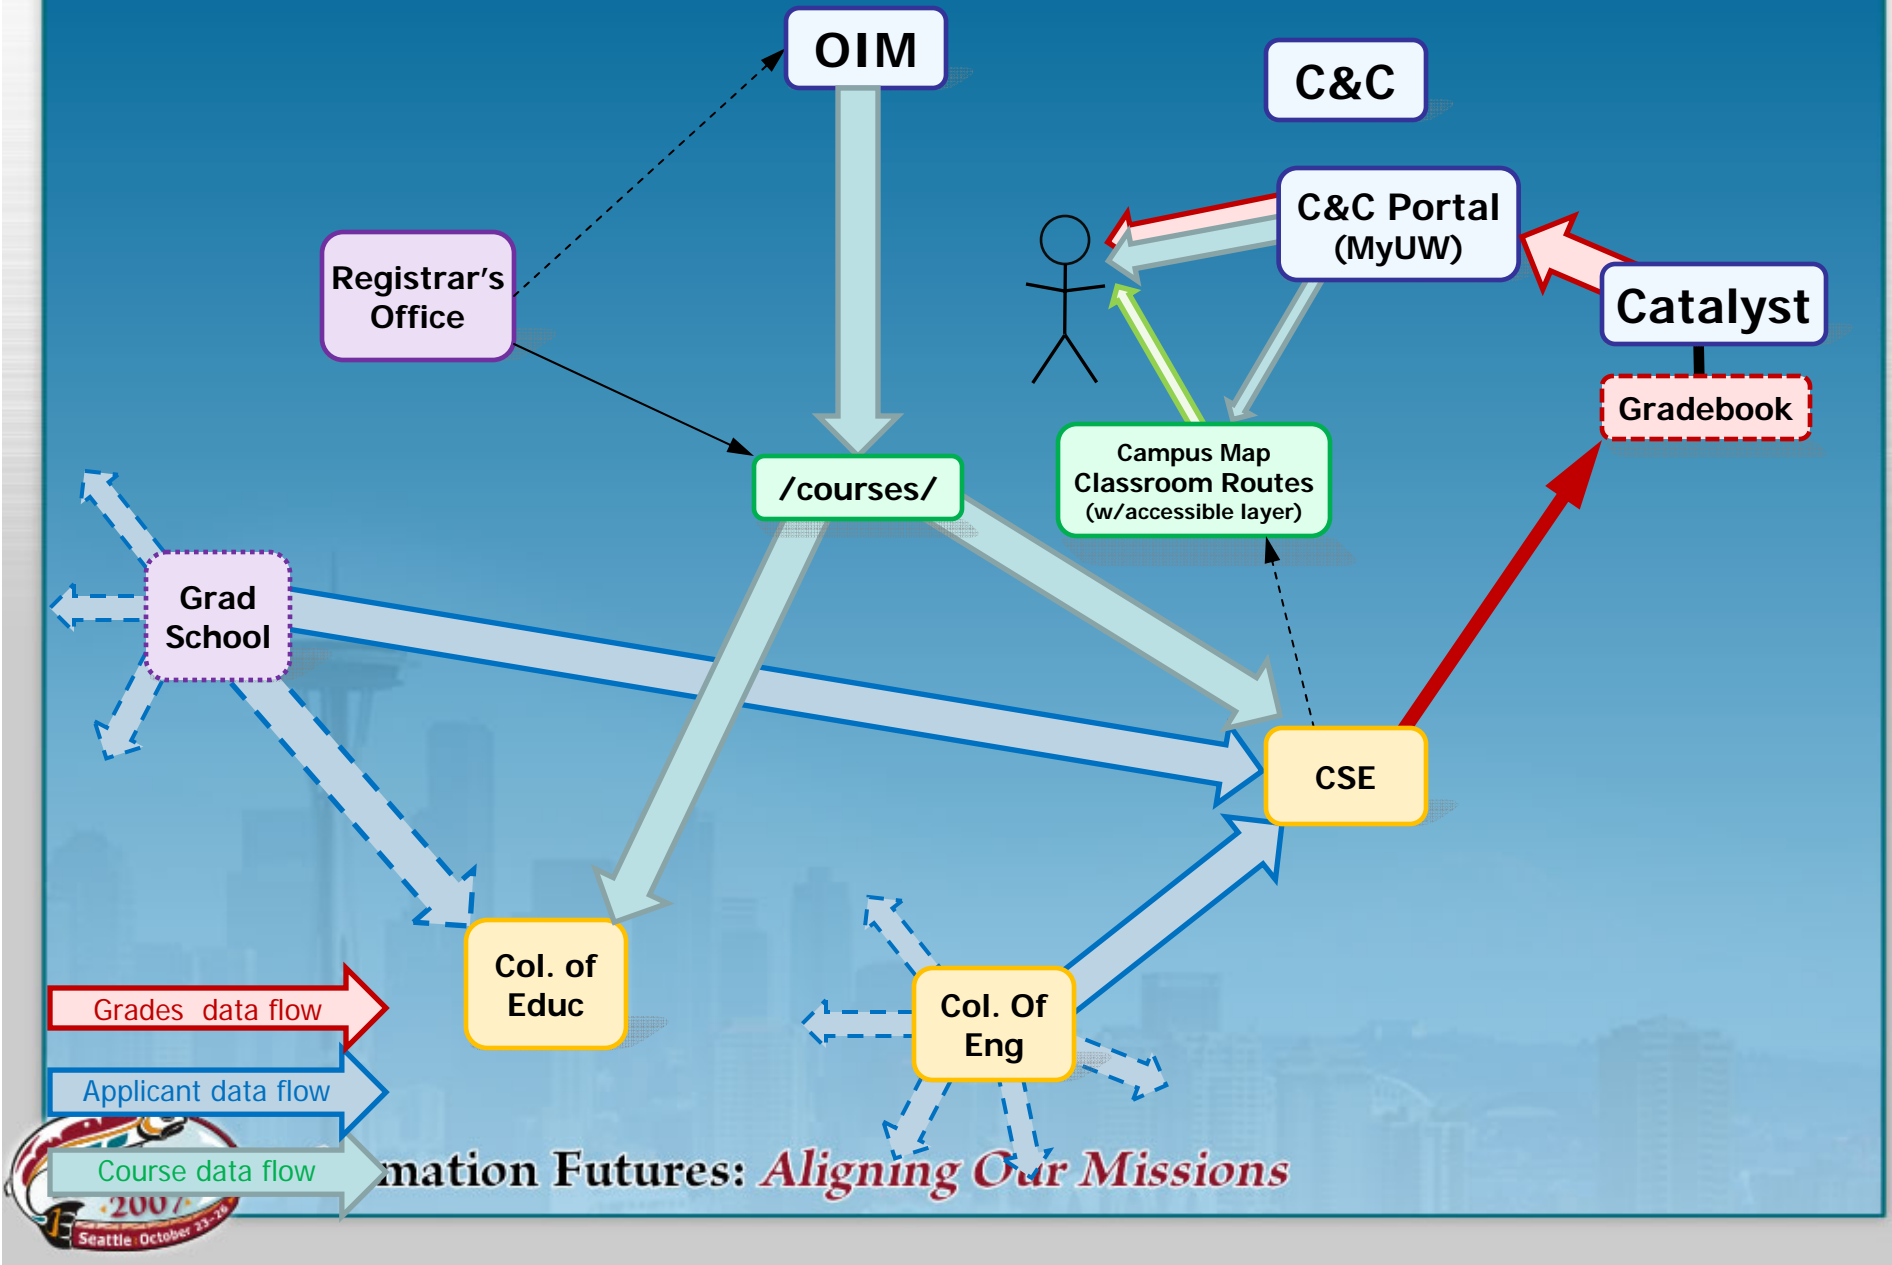 OIM
C&C
C&C Portal
(MyUW)
Registrar's
Office
Catalyst
Gradebook
/courses/
Campus Map
Classroom Routes
(w/accessible layer)
Grad
School
CSE
Col. of
Educ
Col. Of
Eng
Grades data flow
Applicant data flow
Course data flow
mation Futures: Aligning Our Missions
2007
Seattle October 23-26